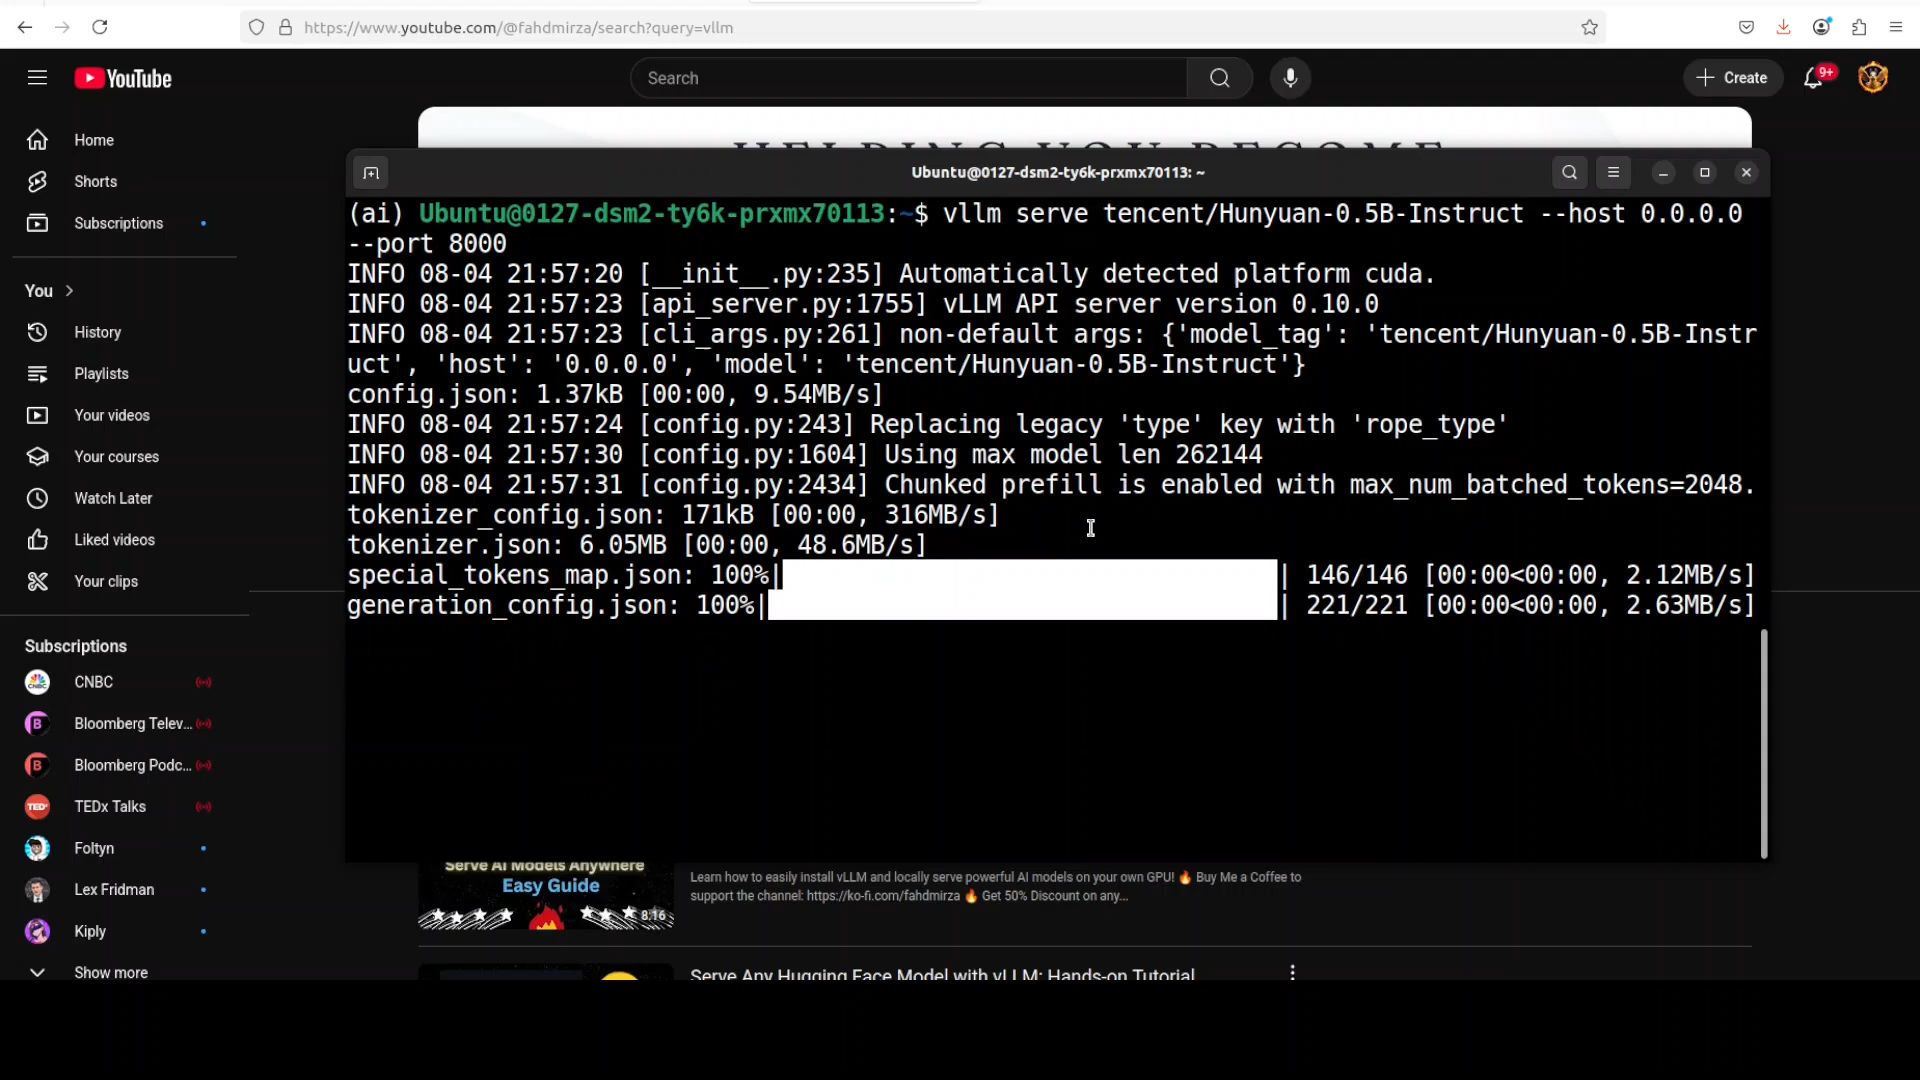 https://www.youtube.com/@fahdmirza/search?query=vllm
YouTube
Search
Create
9+
Home
Shorts
Subscriptions
You
History
Playlists
Your videos
Your courses
Watch Later
Liked videos
Your clips
Subscriptions
CNBC
Bloomberg Telev...
Bloomberg Podc...
TEDx Talks
Foltyn
Lex Fridman
Kiply
Show more
HELPING YOU BECOME
Ubuntu@0127-dsm2-ty6k-prxmx70113: ~
(ai) Ubuntu@0127-dsm2-ty6k-prxmx70113:~$ vllm serve tencent/Hunyuan-0.5B-Instruct --host 0.0.0.0
--port 8000
INFO 08-04 21:57:20 [__init__.py:235] Automatically detected platform cuda.
INFO 08-04 21:57:23 [api_server.py:1755] vLLM API server version 0.10.0
INFO 08-04 21:57:23 [cli_args.py:261] non-default args: {'model_tag': 'tencent/Hunyuan-0.5B-Instr
uct', 'host': '0.0.0.0', 'model': 'tencent/Hunyuan-0.5B-Instruct'}
config.json: 1.37kB [00:00, 9.54MB/s]
INFO 08-04 21:57:24 [config.py:243] Replacing legacy 'type' key with 'rope_type'
INFO 08-04 21:57:30 [config.py:1604] Using max model len 262144
INFO 08-04 21:57:31 [config.py:2434] Chunked prefill is enabled with max_num_batched_tokens=2048.
tokenizer_config.json: 171kB [00:00, 316MB/s]
tokenizer.json: 6.05MB [00:00, 48.6MB/s]
special_tokens_map.json: 100%| | 146/146 [00:00<00:00, 2.12MB/s]
generation_config.json: 100%| | 221/221 [00:00<00:00, 2.63MB/s]
Serve AI Models Anywhere
Easy Guide
8:16
Learn how to easily install vLLM and locally serve powerful AI models on your own GPU! 🔥 Buy Me a Coffee to
support the channel: https://ko-fi.com/fahdmirza 🔥 Get 50% Discount on any...
Serve Any Hugging Face Model with vLLM: Hands-on Tutorial